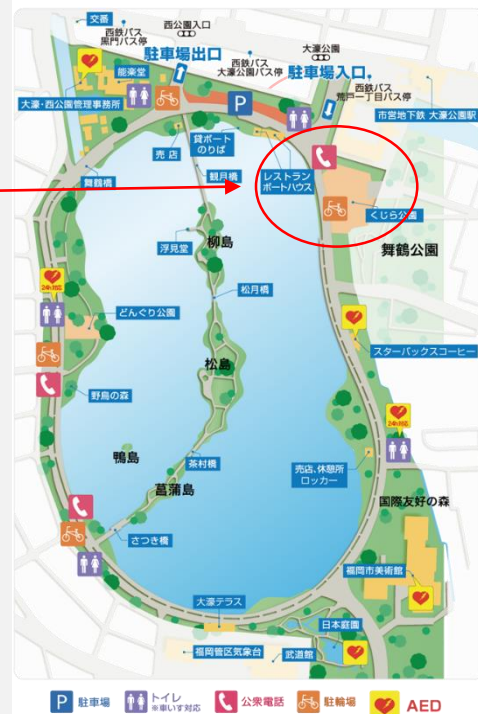 交番
西鉄バス
黒門バス停
西公園入口
西鉄バス
大濠公園バス停
大濠公園
駐車場出口
駐車場入口
西鉄バス
荒戸一丁目バス停
能楽堂
大濠・西公園管理事務所
P
市営地下鉄 大濠公園駅
売店
貸ボート
のりば
レストラン
ボートハウス
くじら公園
舞鶴橋
観月橋
舞鶴公園
浮見堂
柳島
松月橋
24h対応
どんぐり公園
スターバックスコーヒー
松島
野鳥の森
24h対応
鴨島
茶村橋
菖蒲島
売店、休憩所
ロッカー
国際友好の森
さつき橋
福岡市美術館
大濠テラス
日本庭園
福岡管区気象台
武道館
P 駐車場
トイレ
※車いす対応
公衆電話
駐輪場
AED